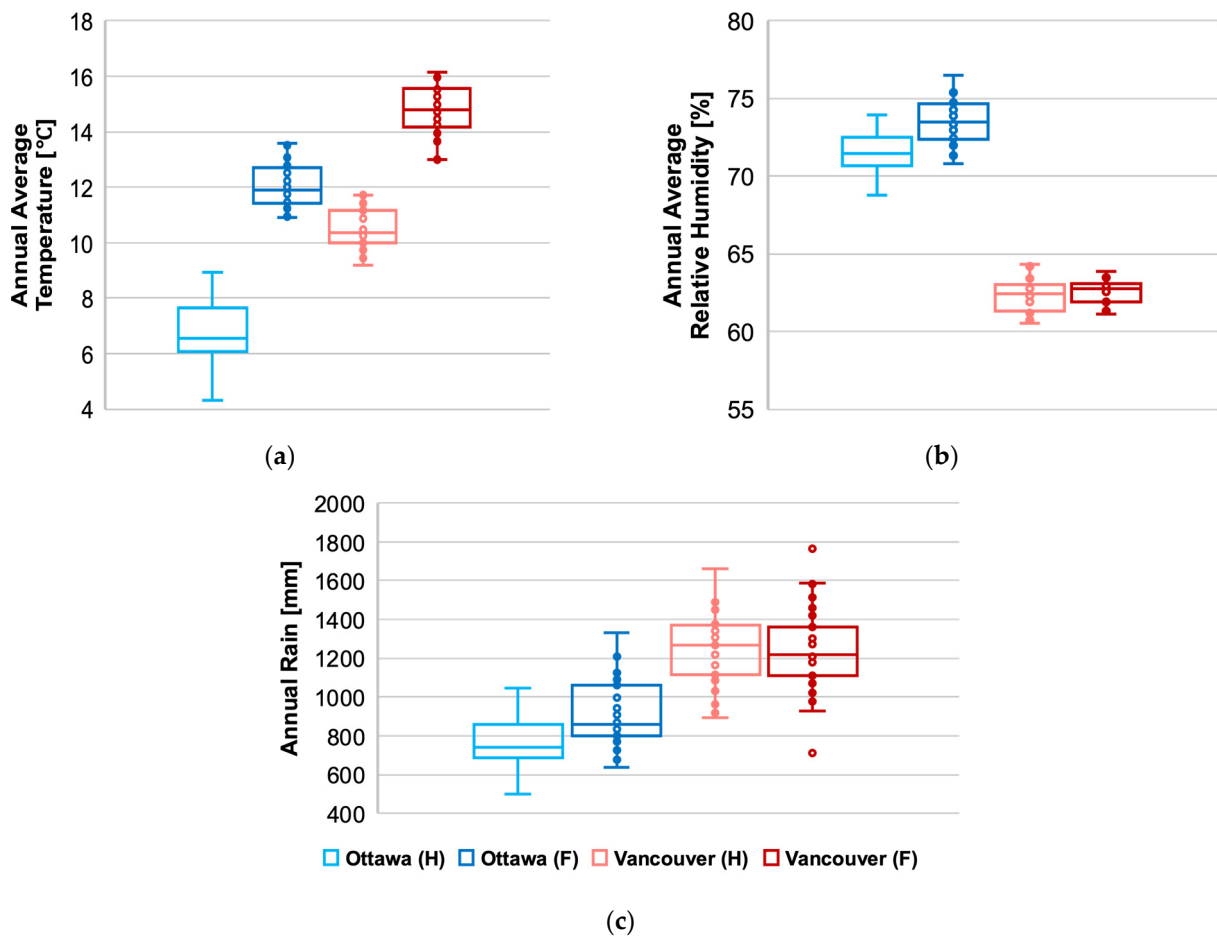 Annual Average
Temperature [°C]
18
16
14
12
10
8
6
4
(a)
Annual Average
Relative Humidity [%]
80
75
70
65
60
55
(b)
Annual Rain [mm]
2000
1800
1600
1400
1200
1000
800
600
400
Ottawa (H) Ottawa (F) Vancouver (H) Vancouver (F)
(c)